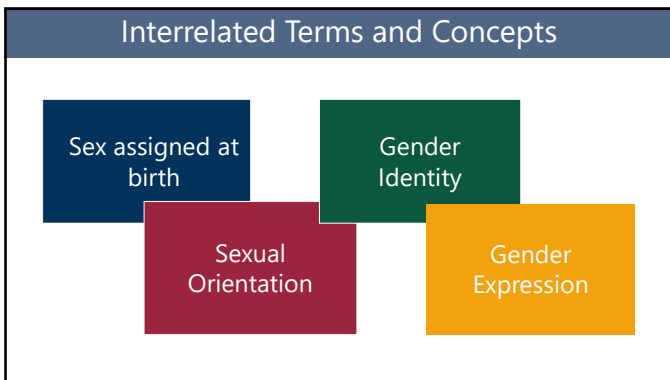 Interrelated Terms and Concepts
Sex assigned at
birth
Gender
Identity
Sexual
Orientation
Gender
Expression